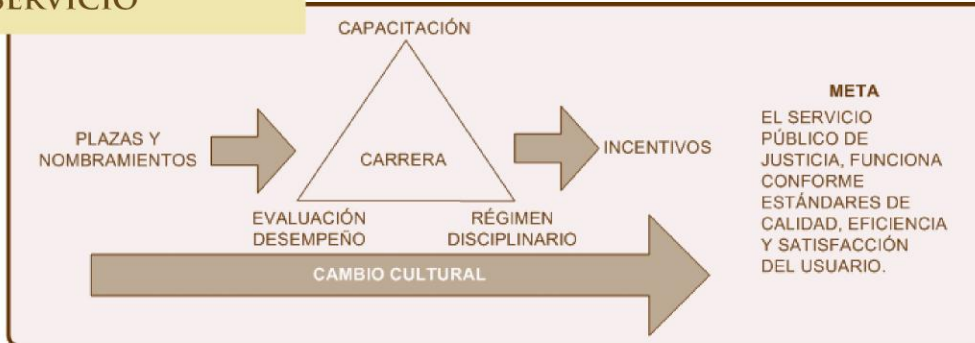 SERVICIO
CAPACITACIÓN
PLAZAS Y
NOMBRAMIENTOS
CARRERA
INCENTIVOS
EVALUACIÓN
DESEMPEÑO
RÉGIMEN
DISCIPLINARIO
CAMBIO CULTURAL
META
EL SERVICIO
PÚBLICO DE
JUSTICIA, FUNCIONA
CONFORME
ESTÁNDARES DE
CALIDAD, EFICIENCIA
Y SATISFACCIÓN
DEL USUARIO.